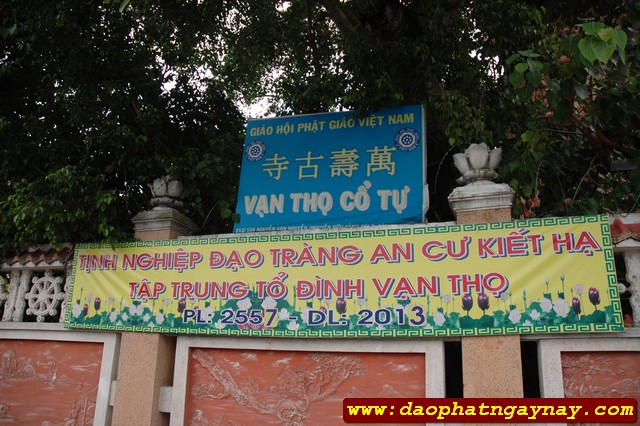 GIÁO HỘI PHẬT GIÁO VIỆT NAM
寺古壽萬
VẠN THỌ CỔ TỰ
TỊNH NGHIỆP ĐẠO TRÀNG AN CƯ KIẾT HẠ
TẬP TRUNG TỔ ĐÌNH VẠN THỌ
PL: 2557 - DL: 2013
www.daophatngaynay.com